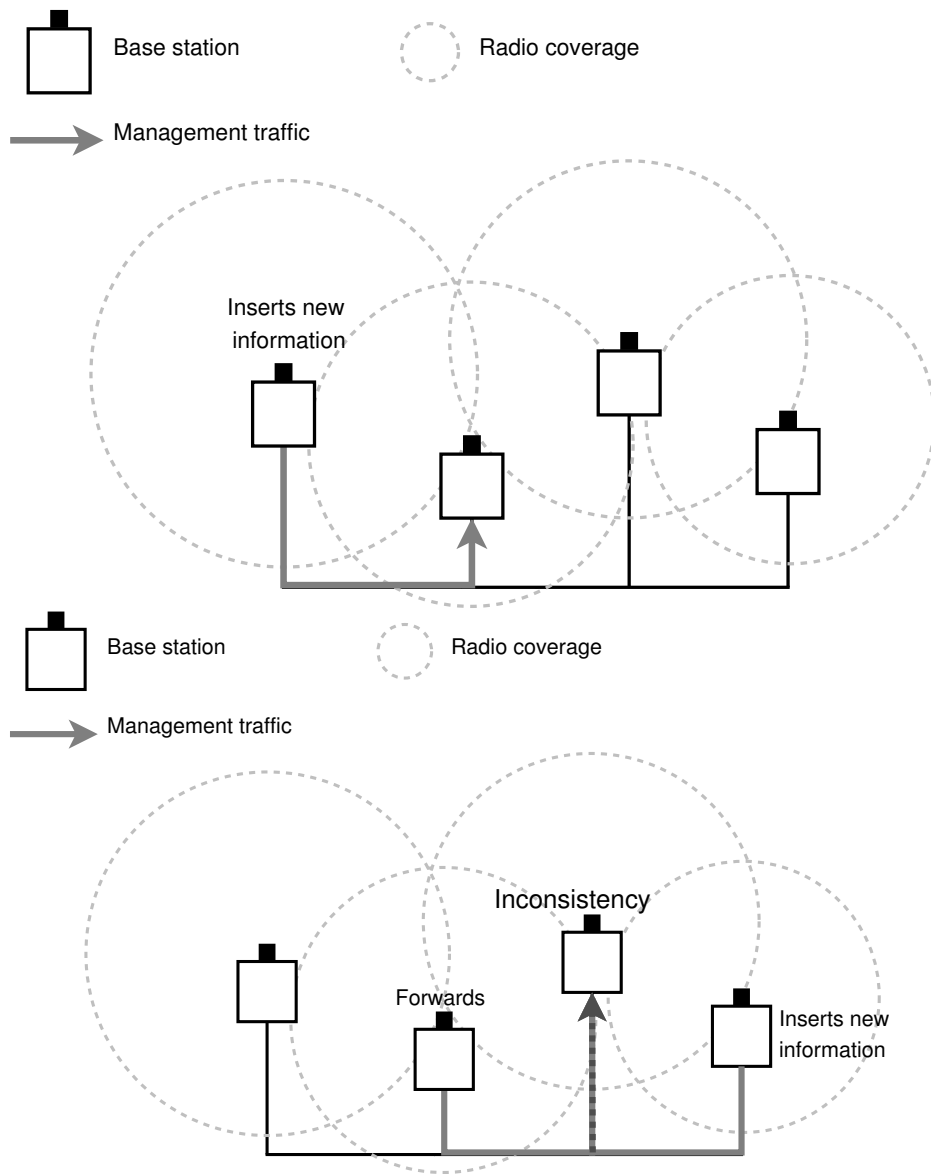 Base station
Radio coverage
Management traffic
Inserts new
information
Base station
Radio coverage
Management traffic
Inconsistency
Forwards
Inserts new
information